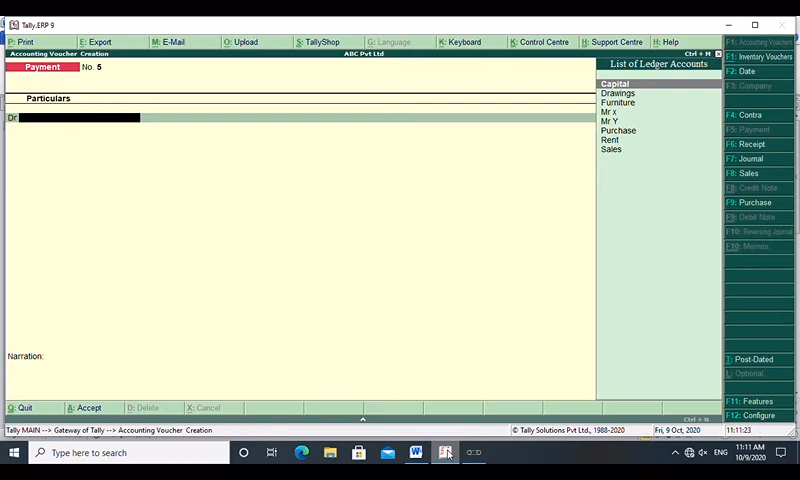 Tally.ERP 9
P: Print
E: Export
M: E-Mail
O: Upload
S: TallyShop
G: Language
K: Keyboard
K: Control Centre
H: Support Centre
H: Help
Accounting Voucher Creation
ABC Pvt Ltd
Ctrl + M
Payment
No. 5
Particulars
Dr
Narration:
List of Ledger Accounts
Capital
Drawings
Furniture
Mr x
Mr Y
Purchase
Rent
Sales
F1: Accounting Vouchers
F1: Inventory Vouchers
F2: Date
F3: Company
F4: Contra
F5: Payment
F6: Receipt
F7: Journal
F8: Sales
F8: Credit Note
F9: Purchase
F9: Debit Note
F10: Reversing Journal
F10: Memos
T: Post-Dated
L: Optional
F11: Features
F12: Configure
Q: Quit
A: Accept
D: Delete
X: Cancel
Ctrl + N
Tally MAIN --> Gateway of Tally --> Accounting Voucher Creation
© Tally Solutions Pvt Ltd., 1988-2020
Fri, 9 Oct, 2020
11:11:23
Type here to search
ENG
11:11 AM
10/9/2020